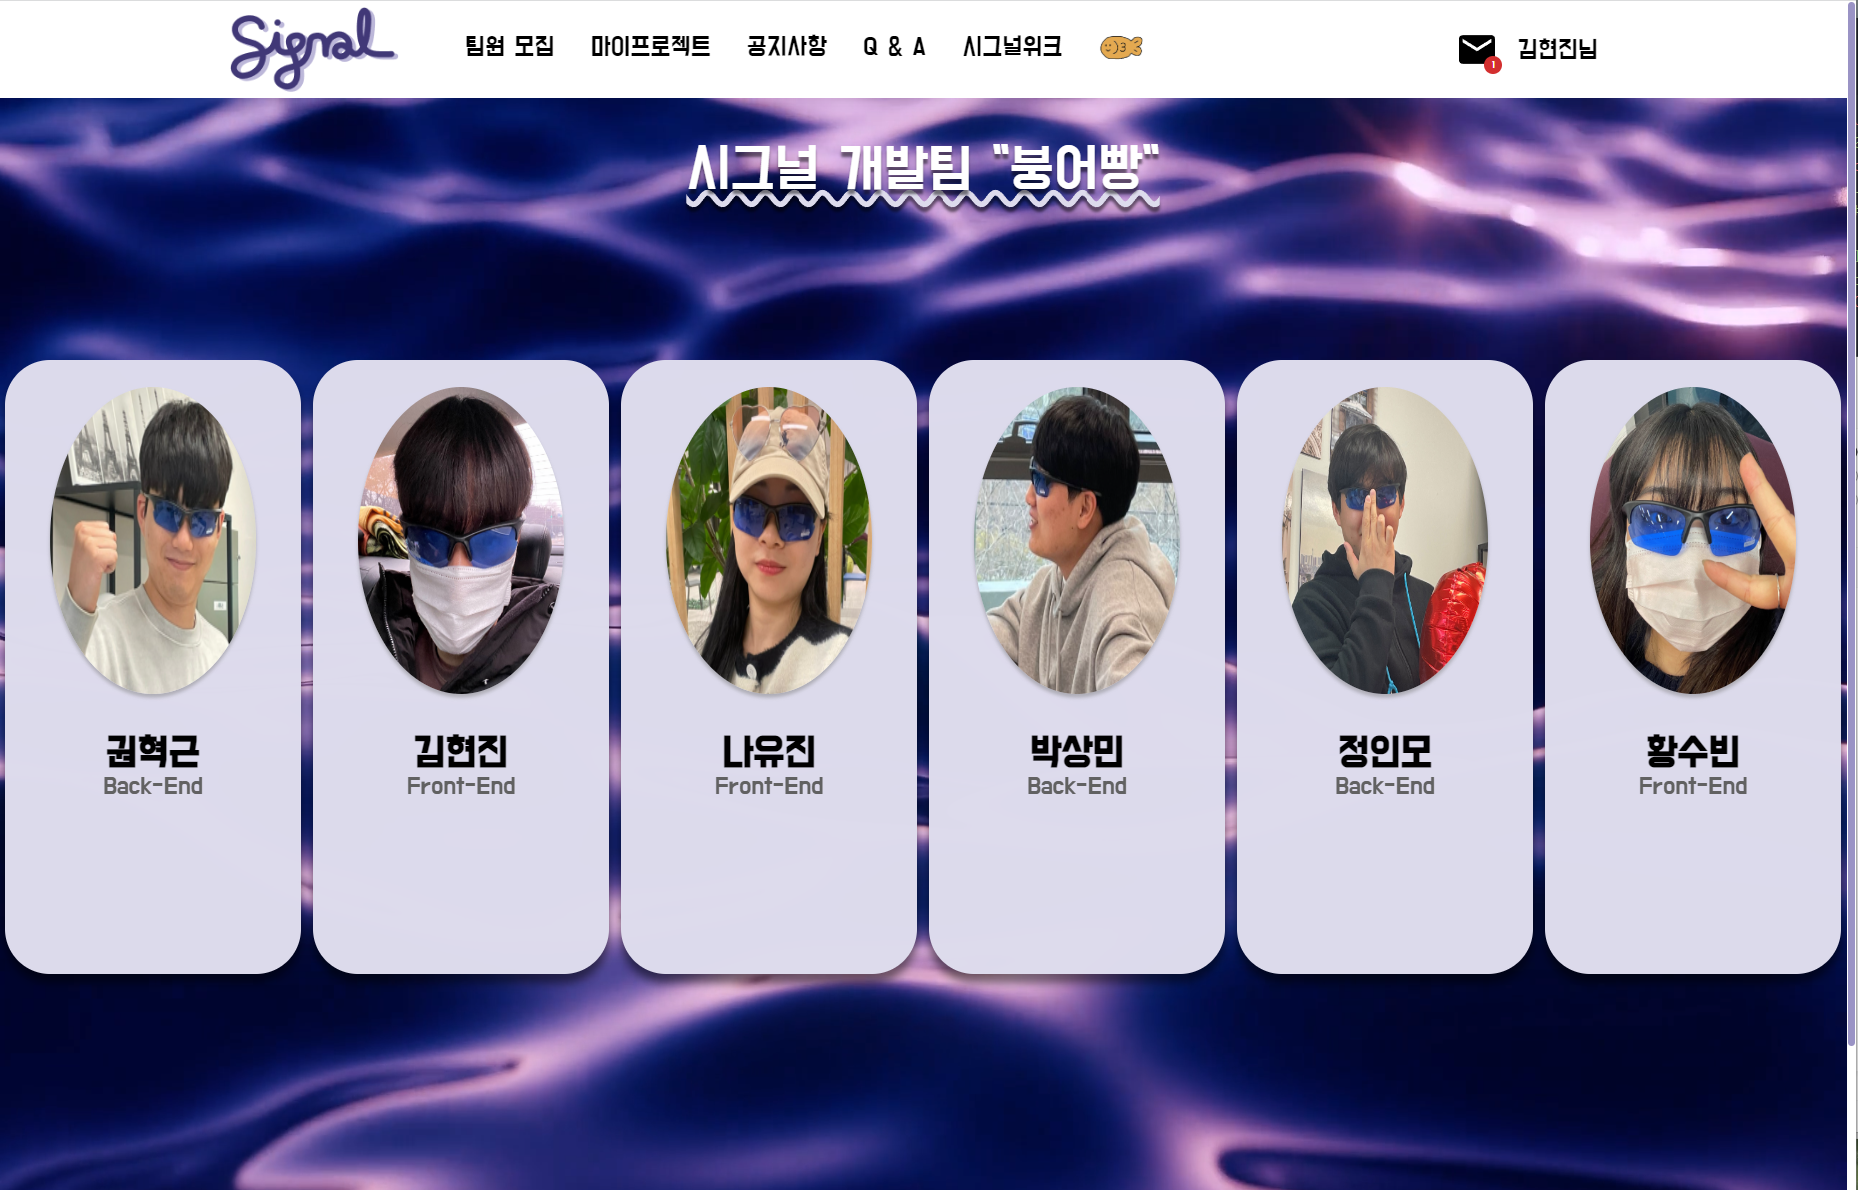 Signal
팀원 모집
마이프로젝트
공지사항
Q & A
시그널위크
1
김현진님
시그널 개발팀 "붕어빵"
권혁근
Back-End
김현진
Front-End
나유진
Front-End
박상민
Back-End
정인모
Back-End
황수빈
Front-End